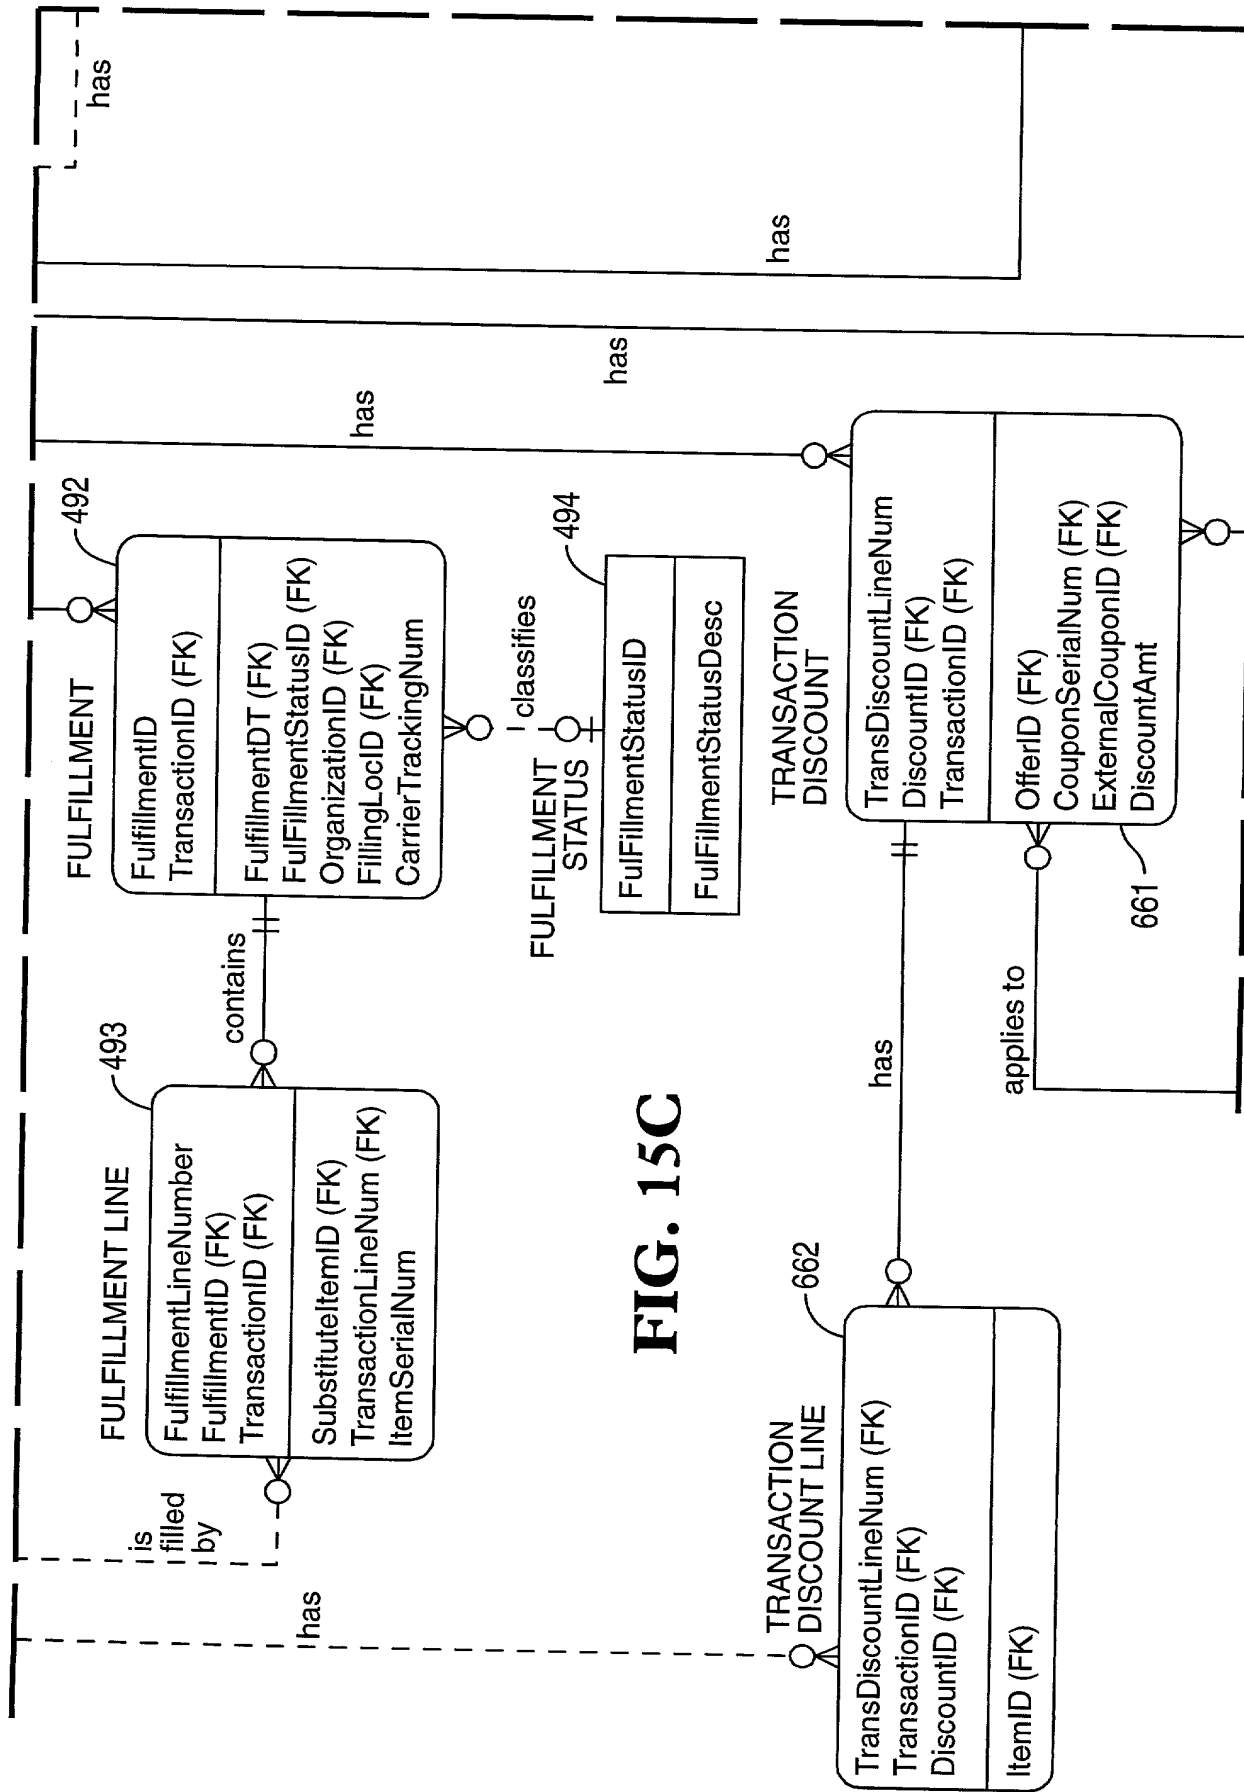 FULFILLMENT LINE
493
FulfillmentLineNumber
FulfillmentID (FK)
TransactionID (FK)
SubstituteItemID (FK)
TransactionLineNum (FK)
ItemSerialNum
is
filled
by
contains
FULFILLMENT
492
FulfillmentID
TransactionID (FK)
FulfillmentDT (FK)
FulFillmentStatusID (FK)
OrganizationID (FK)
FillingLocID (FK)
CarrierTrackingNum
classifies
FULFILLMENT
STATUS
494
FulFillmentStatusID
FulFillmentStatusDesc
has
has
has
has
has
FIG. 15C
TRANSACTION
DISCOUNT LINE
662
TransDiscountLineNum (FK)
TransactionID (FK)
DiscountID (FK)
ItemID (FK)
has
applies to
TRANSACTION
DISCOUNT
TransDiscountLineNum
DiscountID (FK)
TransactionID (FK)
OfferID (FK)
CouponSerialNum (FK)
ExternalCouponID (FK)
DiscountAmt
661